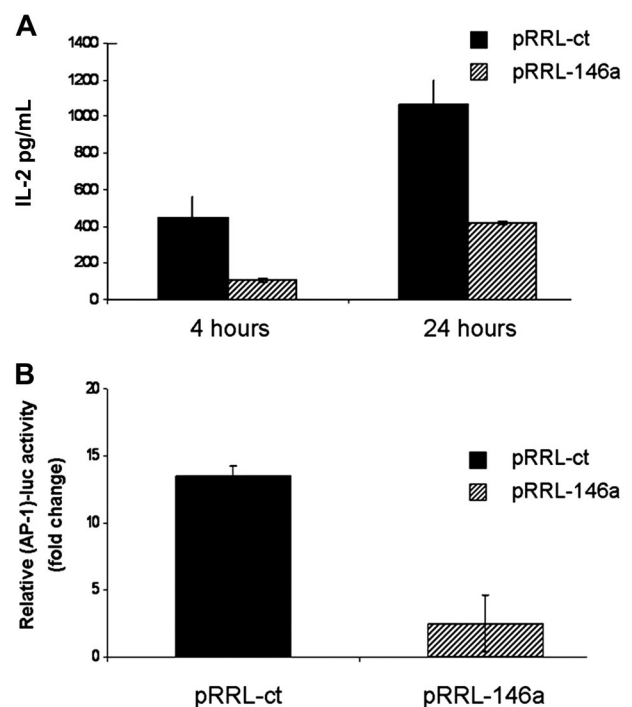 A
IL-2 pg/mL
1400
1200
1000
800
600
400
200
0
pRRL-ct
pRRL-146a
4 hours
24 hours
B
Relative (AP-1)-luc activity
(fold change)
20
15
10
5
0
pRRL-ct
pRRL-146a
pRRL-ct
pRRL-146a